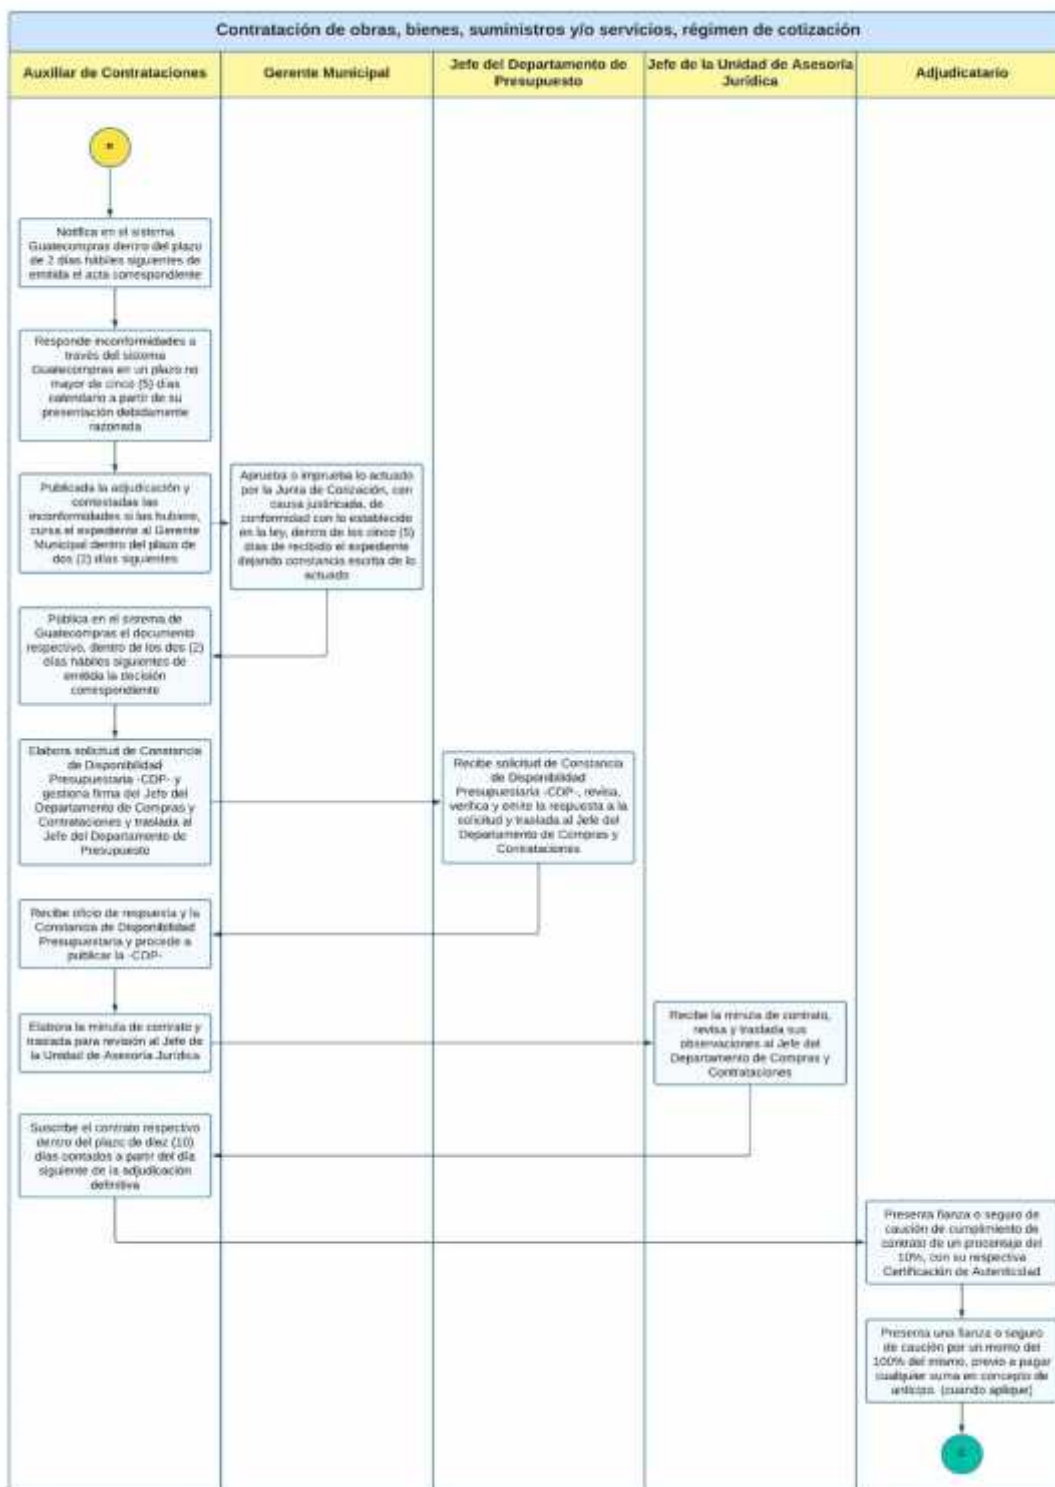 Contratación de obras, bienes, suministros y/o servicios, régimen de cotización
Auxiliar de Contrataciones
Gerente Municipal
Jefe del Departamento de
Presupuesto
Jefe de la Unidad de Asesoría
Jurídica
Adjudicatario
Notifica en el sistema
Guatecompras dentro del plazo
de 2 días hábiles siguientes de
emitida el acta correspondiente
Responde inconformidades a
través del sistema
Guatecompras en un plazo no
mayor de cinco (5) días
calendario a partir de su
presentación debidamente
razonada
Publicada la adjudicación y
contestadas las
inconformidades si las hubiere,
cursa el expediente al Gerente
Municipal dentro del plazo de
dos (2) días siguientes
Aprueba o imprueba lo actuado
por la Junta de Cotización, con
causa justificada, de
conformidad con lo establecido
en la ley, dentro de los cinco (5)
días de recibido el expediente
dejando constancia escrita de lo
actuado
Pública en el sistema de
Guatecompras el documento
respectivo, dentro de los dos (2)
días hábiles siguientes de
emitida la decisión
correspondiente
Elabora solicitud de Constancia
de Disponibilidad
Presupuestaria -CDP- y
gestiona firma del Jefe del
Departamento de Compras y
Contrataciones y traslada al
Jefe del Departamento de
Presupuesto
Recibe solicitud de Constancia
de Disponibilidad
Presupuestaria -CDP-, revisa,
verifica y emite la respuesta a la
solicitud y traslada al Jefe del
Departamento de Compras y
Contrataciones
Recibe oficio de respuesta y la
Constancia de Disponibilidad
Presupuestaria y procede a
publicar la -CDP-
Elabora la minuta de contrato y
traslada para revisión al Jefe de
la Unidad de Asesoría Jurídica
Recibe la minuta de contrato,
revisa y traslada sus
observaciones al Jefe del
Departamento de Compras y
Contrataciones
Suscribe el contrato respectivo
dentro del plazo de diez (10)
días contados a partir del día
siguiente de la adjudicación
definitiva
Presenta fianza o seguro de
caución de cumplimiento de
contrato de un procentaje del
10%, con su respectiva
Certificación de Autenticidad
Presenta una fianza o seguro
de caución por un monto del
100% del mismo, previo a pagar
cualquier suma en concepto de
anticipo. (cuando aplique)